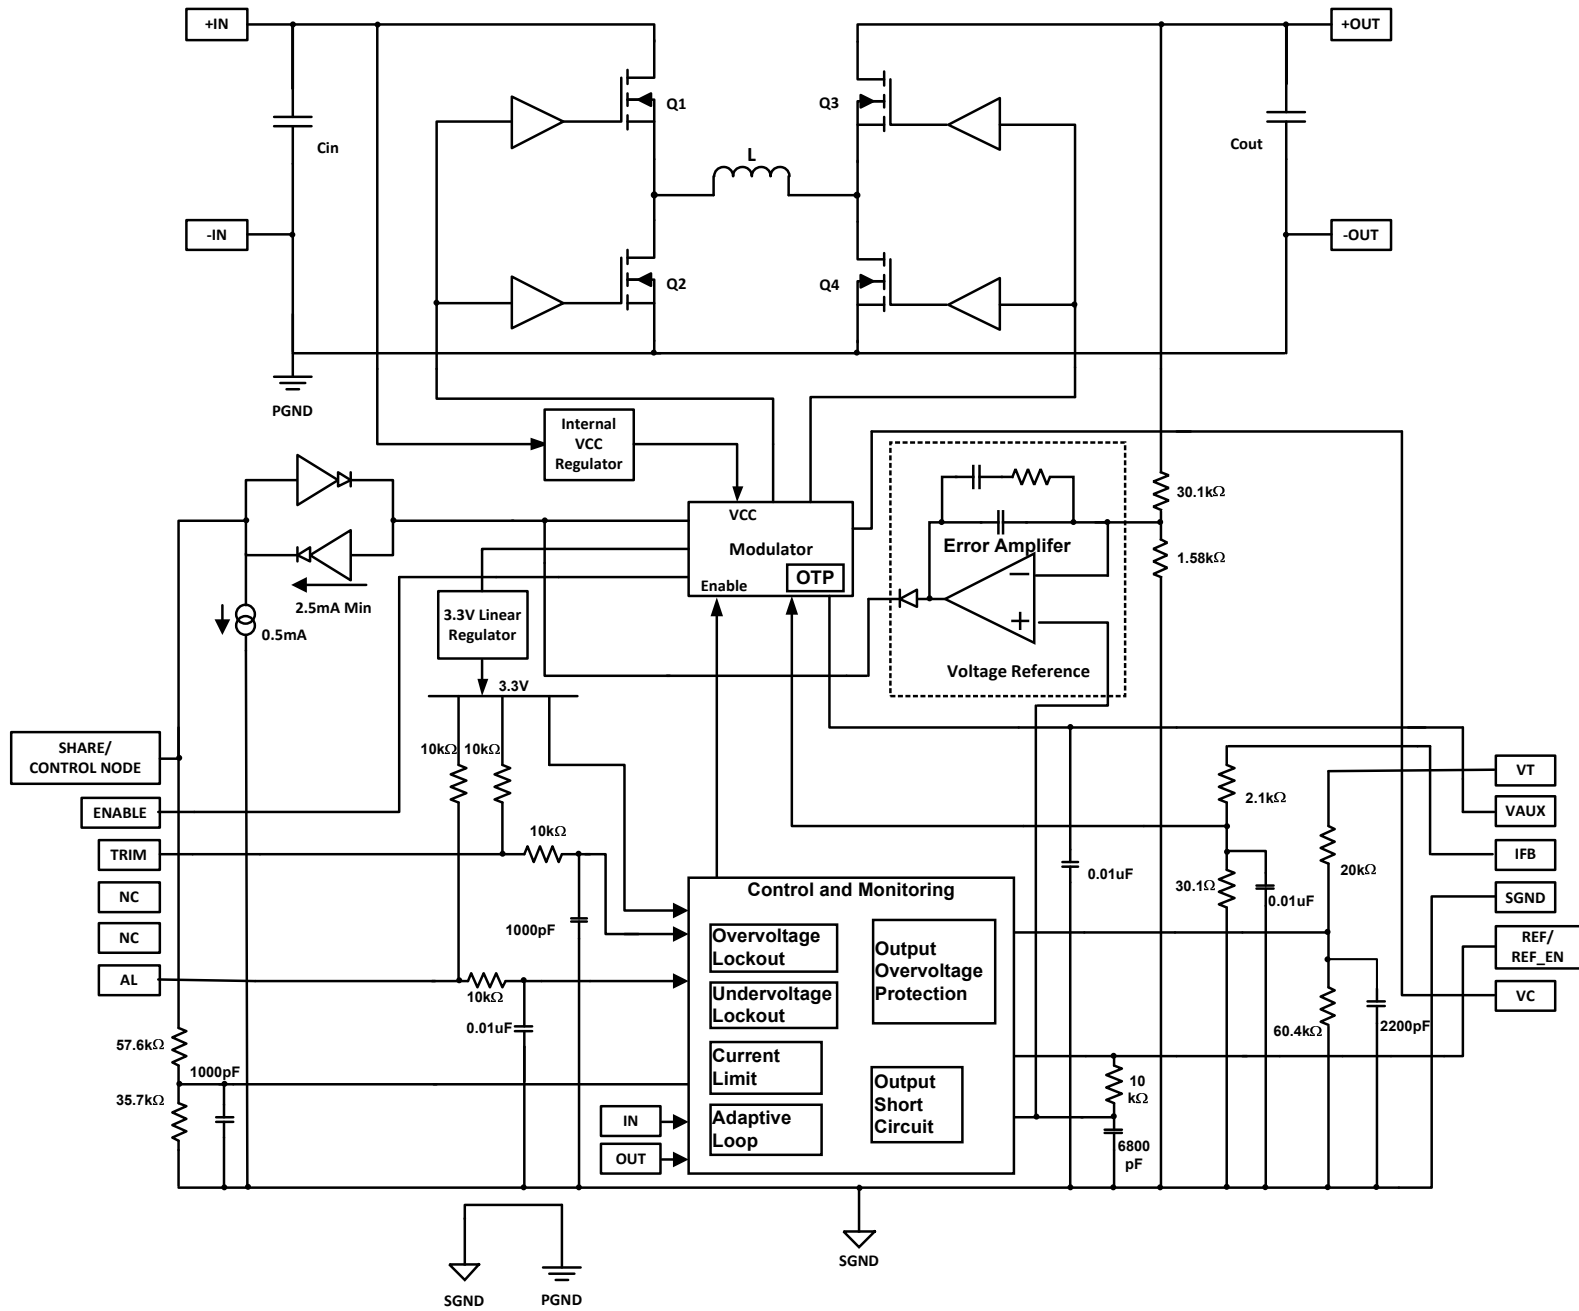 +IN
+OUT
Q1
Q3
Cin
L
Cout
-IN
-OUT
Q2
Q4
PGND
Internal
VCC
Regulator
30.1kΩ
VCC
Modulator
Error Amplifer
1.58kΩ
Enable
OTP
2.5mA Min
0.5mA
3.3V Linear
Regulator
Voltage Reference
3.3V
SHARE/
CONTROL NODE
10kΩ
10kΩ
VT
2.1kΩ
ENABLE
VAUX
10kΩ
TRIM
IFB
0.01uF
20kΩ
NC
Control and Monitoring
30.1Ω
0.01uF
SGND
1000pF
Overvoltage
Lockout
Output
Overvoltage
Protection
NC
REF/
REF_EN
AL
10kΩ
Undervoltage
Lockout
VC
0.01uF
60.4kΩ
2200pF
57.6kΩ
1000pF
Current
Limit
Output
Short
Circuit
10
kΩ
35.7kΩ
IN
Adaptive
Loop
6800
pF
OUT
SGND
SGND
PGND